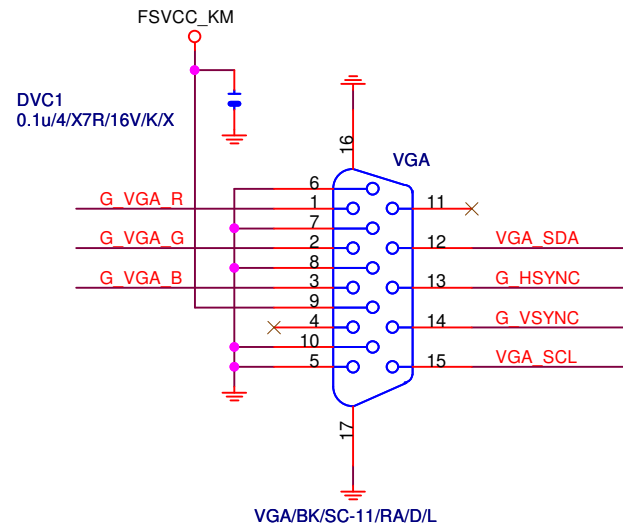 FSVCC_KM
DVC1
0.1u/4/X7R/16V/K/X
16
VGA
6
G_VGA_R 1 11
7
G_VGA_G 2 12 VGA_SDA
8
G_VGA_B 3 13 G_HSYNC
9
4 14 G_VSYNC
10
5 15 VGA_SCL
17
VGA/BK/SC-11/RA/D/L